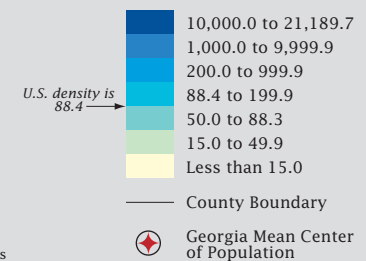 10,000.0 to 21,189.7
1,000.0 to 9,999.9
200.0 to 999.9
U.S. density is
88.4
88.4 to 199.9
50.0 to 88.3
15.0 to 49.9
Less than 15.0
County Boundary
Georgia Mean Center
of Population
s